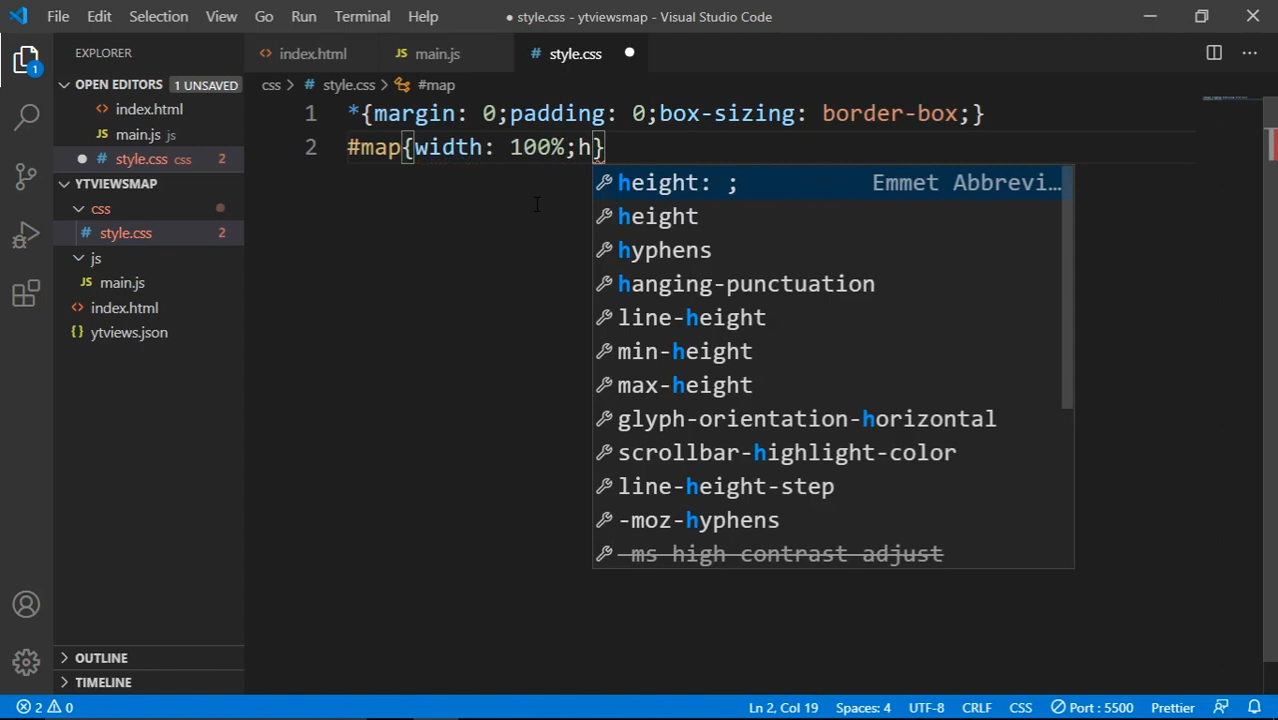 File Edit Selection View Go Run Terminal Help ● style.css - ytviewsmap - Visual Studio Code
EXPLORER
index.html main.js # style.css
OPEN EDITORS 1 UNSAVED
index.html
main.js js
# style.css css 2
YTVIEWSMAP
css
# style.css 2
js
JS main.js
index.html
{} ytviews.json
OUTLINE
TIMELINE
css > # style.css > #map
1 *{margin: 0;padding: 0;box-sizing: border-box;}
2 #map{width: 100%;h}
height: ; Emmet Abbrevi…
height
hyphens
hanging-punctuation
line-height
min-height
max-height
glyph-orientation-horizontal
scrollbar-highlight-color
line-height-step
-moz-hyphens
-ms-high-contrast-adjust
2 0 Ln 2, Col 19 Spaces: 4 UTF-8 CRLF CSS Port : 5500 Prettier